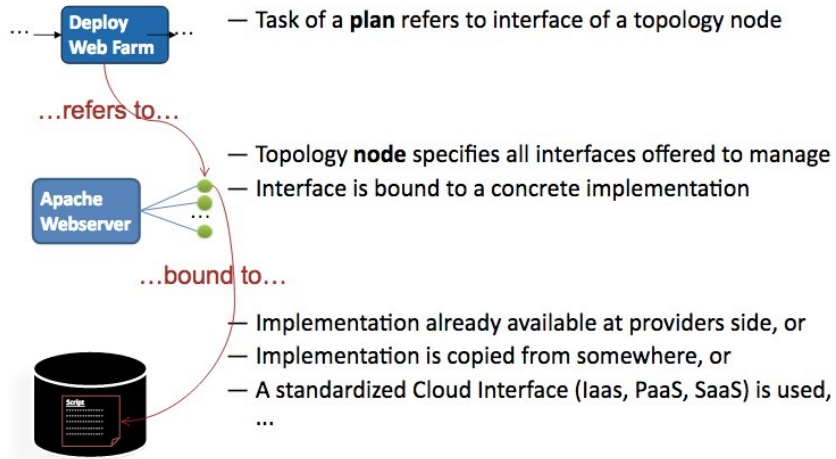 Deploy
Web Farm
...
...
— Task of a plan refers to interface of a topology node
...refers to...
— Topology node specifies all interfaces offered to manage
— Interface is bound to a concrete implementation
Apache
Webserver
...
...bound to...
— Implementation already available at providers side, or
— Implementation is copied from somewhere, or
— A standardized Cloud Interface (Iaas, PaaS, SaaS) is used,
...
Script